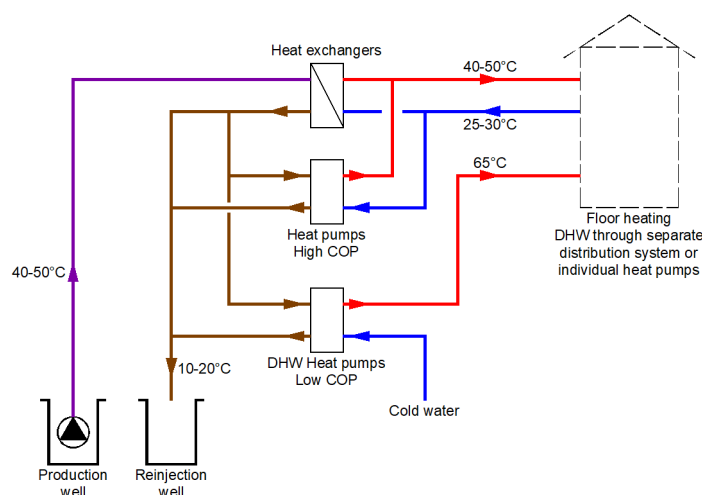 Heat exchangers
40-50°C
25-30°C
65°C
Heat pumps
High COP
Floor heating
DHW through separate
distribution system or
individual heat pumps
40-50°C
10-20°C
DHW Heat pumps
Low COP
Cold water
Production
well
Reinjection
well